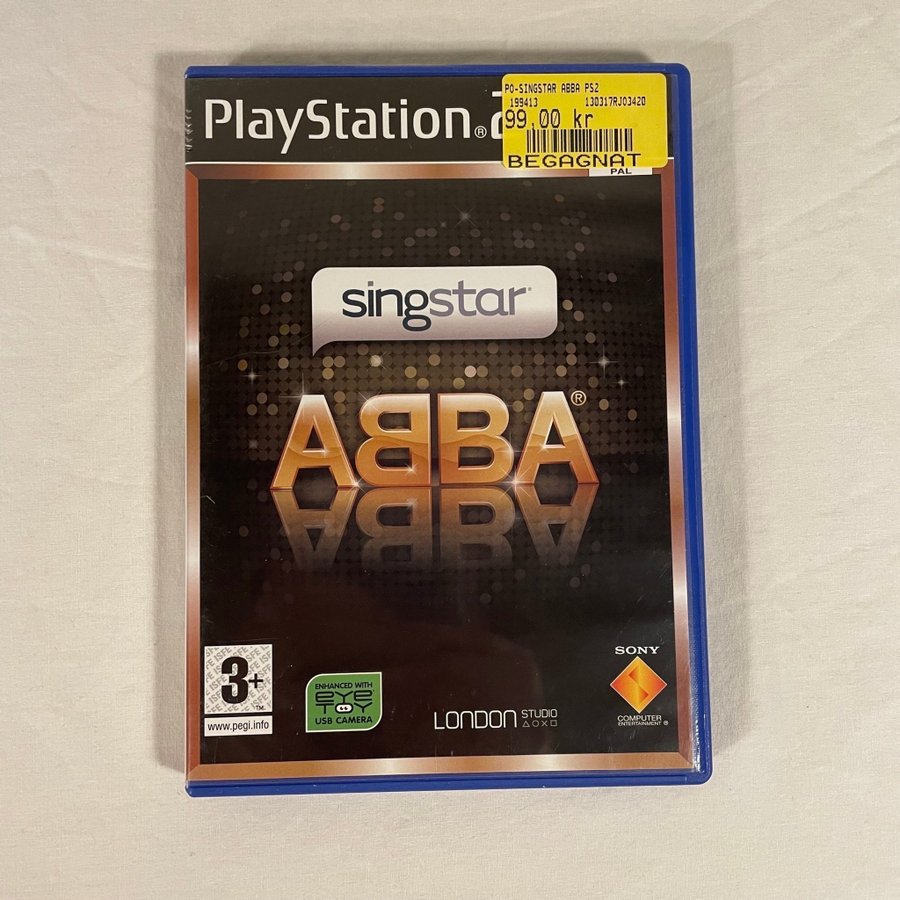 PO-SINGSTAR ABBA PS2
199413 130317RJ03420
99,00 kr
BEGAGNAT
PlayStation®2
PAL
singstar
ABBA®
3+
www.pegi.info
ENHANCED WITH
EYE
TOY
USB CAMERA
LONDON STUDIO
SONY
COMPUTER
ENTERTAINMENT ®